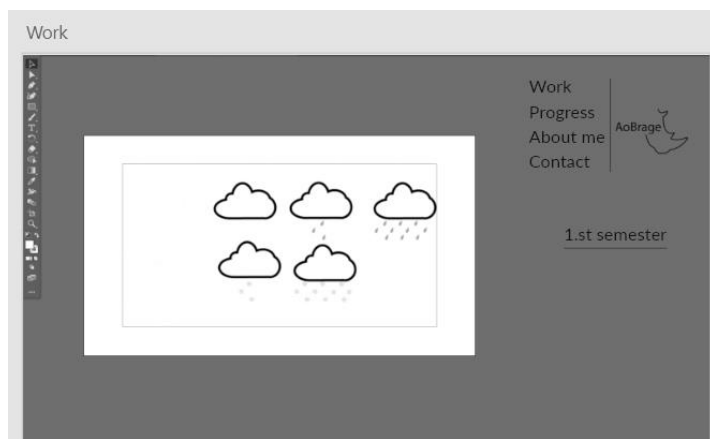 Work
Work
Progress
About me
Contact
AoBrage
1.st semester